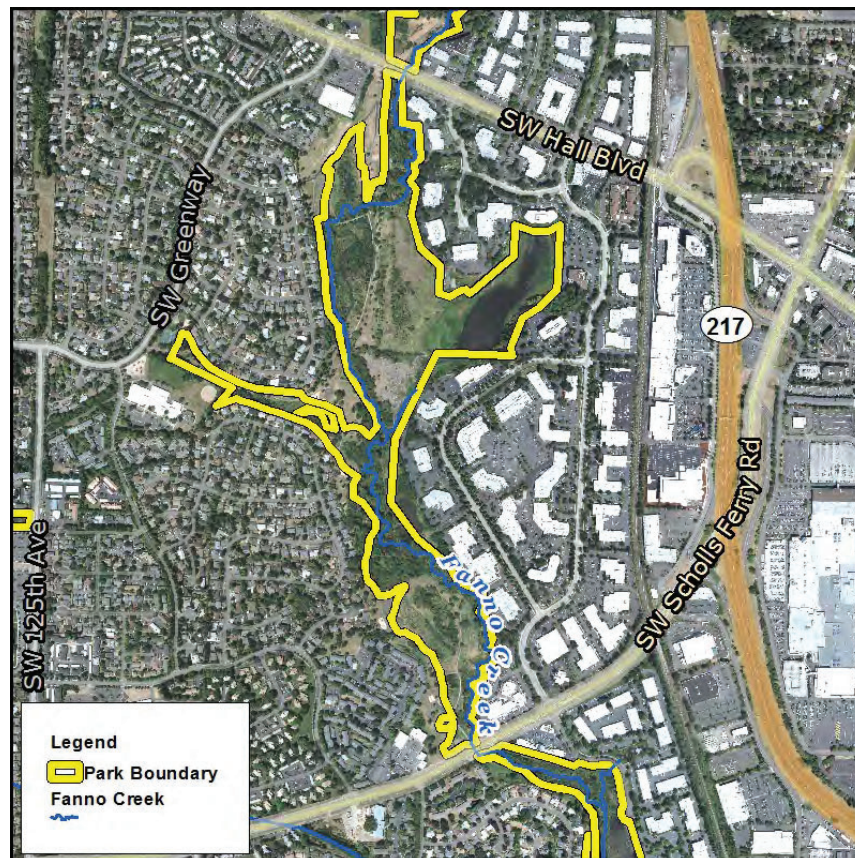 SW Hall Blvd
SW Greenway
217
SW Scholls Ferry Rd
SW 125th Ave
Fanno Creek
Legend
Park Boundary
Fanno Creek